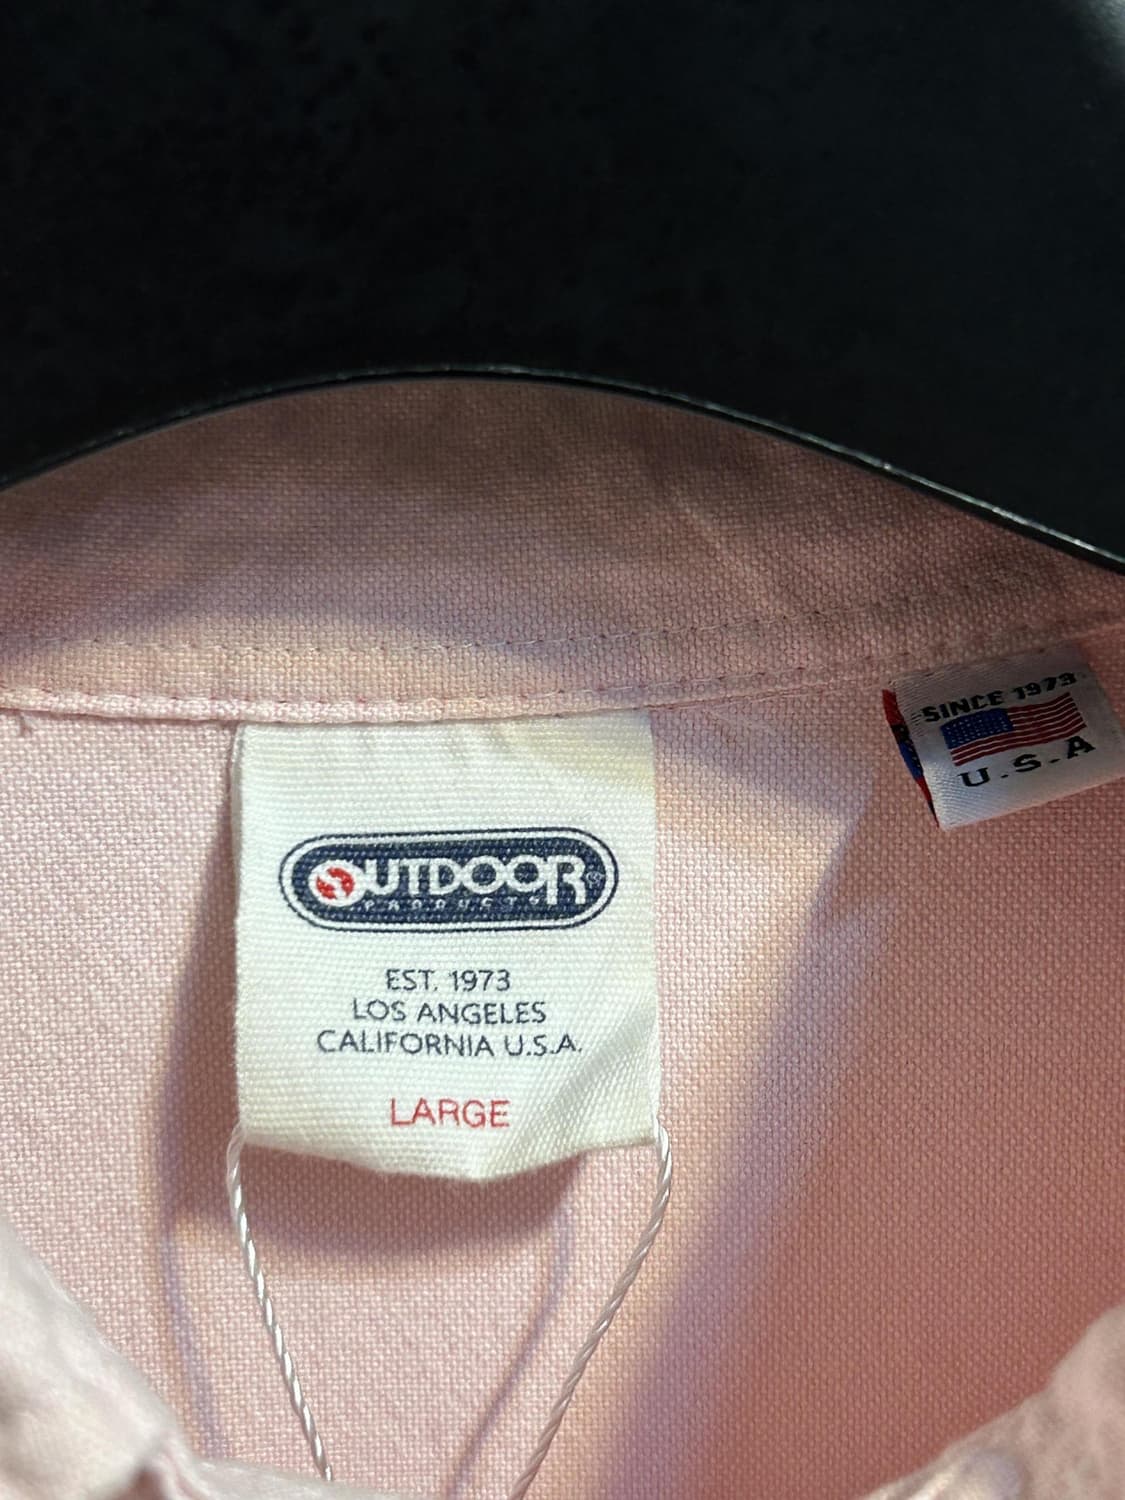 OUTDOOR
PRODUCTS
EST. 1973
LOS ANGELES
CALIFORNIA U.S.A.
LARGE
SINCE 1973
U.S.A